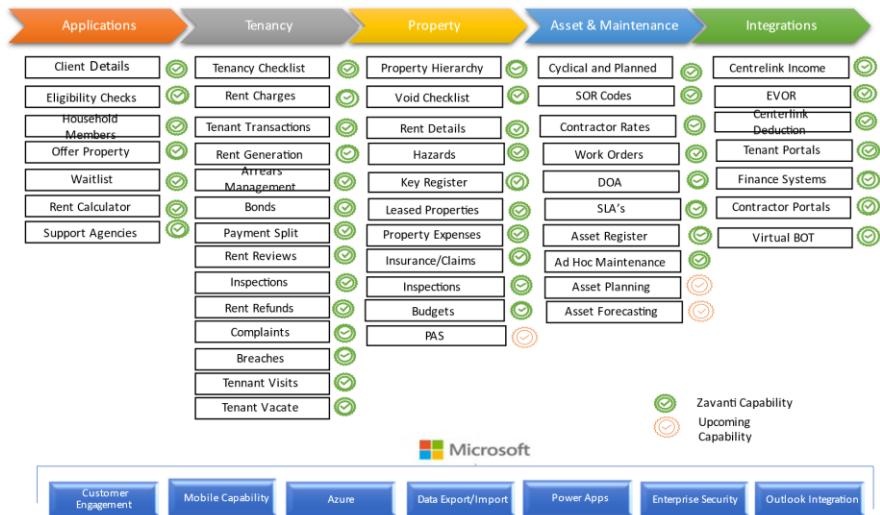 Applications
Tenancy
Property
Asset & Maintenance
Integrations
Client Details
Eligibility Checks
Household
Members
Offer Property
Waitlist
Rent Calculator
Support Agencies
Tenancy Checklist
Rent Charges
Tenant Transactions
Rent Generation
Arrears
Management
Bonds
Payment Split
Rent Reviews
Inspections
Rent Refunds
Complaints
Breaches
Tennant Visits
Tenant Vacate
Property Hierarchy
Void Checklist
Rent Details
Hazards
Key Register
Leased Properties
Property Expenses
Insurance/Claims
Inspections
Budgets
PAS
Cyclical and Planned
SOR Codes
Contractor Rates
Work Orders
DOA
SLA's
Asset Register
Ad Hoc Maintenance
Asset Planning
Asset Forecasting
Centrelink Income
EVOR
Centerlink
Deduction
Tenant Portals
Finance Systems
Contractor Portals
Virtual BOT
Zavanti Capability
Upcoming
Capability
Microsoft
Customer
Engagement
Mobile Capability
Azure
Data Export/Import
Power Apps
Enterprise Security
Outlook Integration